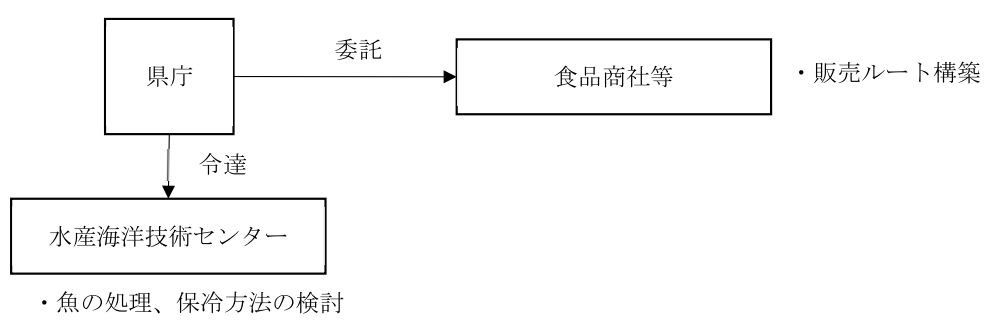 県庁
委託
食品商社等
・販売ルート構築
令達
水産海洋技術センター
・魚の処理、保冷方法の検討